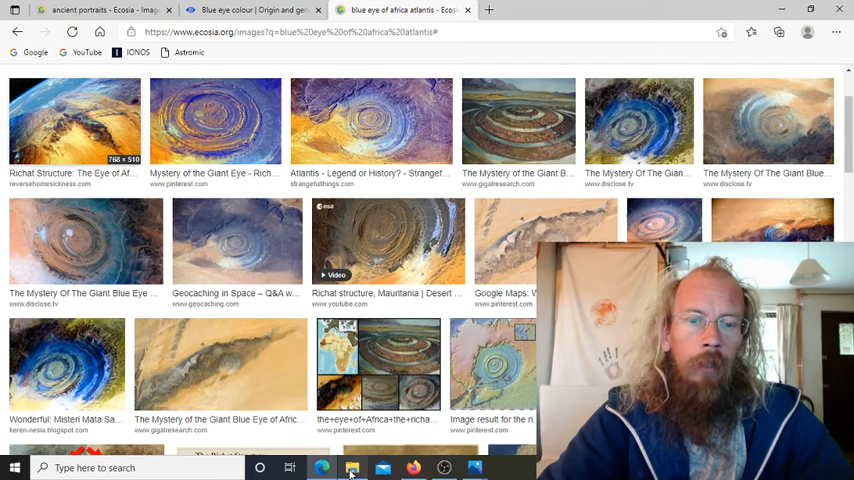 ancient portraits - Ecosia - Imag
Blue eye colour | Origin and gen
blue eye of africa atlantis - Ecosi
https://www.ecosia.org/images?q=blue%20eye%20of%20africa%20atlantis#
Google YouTube IONOS Astromic
768 × 510
Richat Structure: The Eye of Af...
reversehomesickness.com
Mystery of the Giant Eye - Rich...
www.pinterest.com
Atlantis - Legend or History? - Strangef...
strangefulthings.com
The Mystery of the Giant B...
www.gigalresearch.com
The Mystery Of The Gian...
www.disclose.tv
The Mystery Of The Giant Blue...
www.disclose.tv
esa
Video
The Mystery Of The Giant Blue Eye ...
www.disclose.tv
Geocaching in Space – Q&A w...
www.geocaching.com
Richat structure, Mauritania | Desert ...
www.youtube.com
Google Maps: W
www.pinterest.com
Wonderful: Misteri Mata Sa...
keren-nesia.blogspot.com
The Mystery of the Giant Blue Eye of Afric...
www.gigalresearch.com
the+eye+of+Africa+the+richa...
www.pinterest.com
Image result for the ri
www.pinterest.com
Type here to search